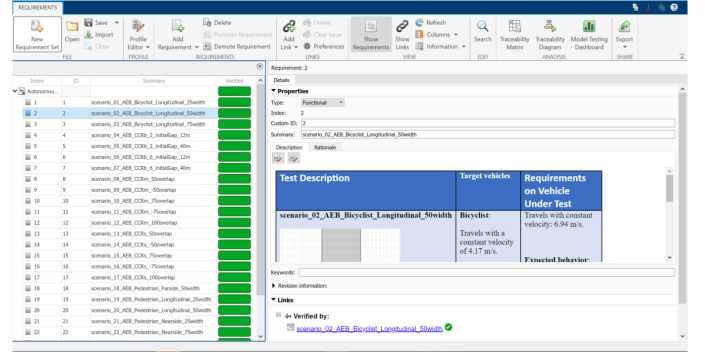 REQUIREMENTS
New
Requirement Set
Open
Save
Import
Close
FILE
Profile
Editor
PROFILE
Add
Requirement
Delete
Promote Requirement
Demote Requirement
REQUIREMENTS
Add
Link
Delete
Clear Issue
Preferences
LINKS
Show
Requirements
Show
Links
Refresh
Columns
Information
VIEW
Search
EDIT
Traceability
Matrix
Traceability
Diagram
Model Testing
Dashboard
ANALYSIS
Export
SHARE
Index ID Summary Verified
Autonomou...
1 1 scenario_01_AEB_Bicyclist_Longitudinal_25width
2 2 scenario_02_AEB_Bicyclist_Longitudinal_50width
3 3 scenario_03_AEB_Bicyclist_Longitudinal_75width
4 4 scenario_04_AEB_CCRb_2_initialGap_12m
5 5 scenario_05_AEB_CCRb_2_initialGap_40m
6 6 scenario_06_AEB_CCRb_6_initialGap_12m
7 7 scenario_07_AEB_CCRb_6_initialGap_40m
8 8 scenario_08_AEB_CCRm_50overlap
9 9 scenario_09_AEB_CCRm_-50overlap
10 10 scenario_10_AEB_CCRm_75overlap
11 11 scenario_11_AEB_CCRm_-75overlap
12 12 scenario_12_AEB_CCRm_100overlap
13 13 scenario_13_AEB_CCRs_50overlap
14 14 scenario_14_AEB_CCRs_-50overlap
15 15 scenario_15_AEB_CCRs_75overlap
16 16 scenario_16_AEB_CCRs_-75overlap
17 17 scenario_17_AEB_CCRs_100overlap
18 18 scenario_18_AEB_Pedestrian_Farside_50width
19 19 scenario_19_AEB_Pedestrian_Longitudinal_25width
20 20 scenario_20_AEB_Pedestrian_Longitudinal_50width
21 21 scenario_21_AEB_Pedestrian_Nearside_25width
22 22 scenario_22_AEB_Pedestrian_Nearside_75width
Requirement: 2
Details
Properties
Type: Functional
Index: 2
Custom ID: 2
Summary: scenario_02_AEB_Bicyclist_Longitudinal_50width
Description Rationale
Test Description
Target vehicles
Requirements
on Vehicle
Under Test
scenario_02_AEB_Bicyclist_Longitudinal_50width
Bicyclist:
Travels with a
constant velocity
of 4.17 m/s.
Travels with constant
velocity: 6.94 m/s.
Expected behavior:
Keywords:
Revision information:
Links
Verified by:
scenario_02_AEB_Bicyclist_Longitudinal_50width